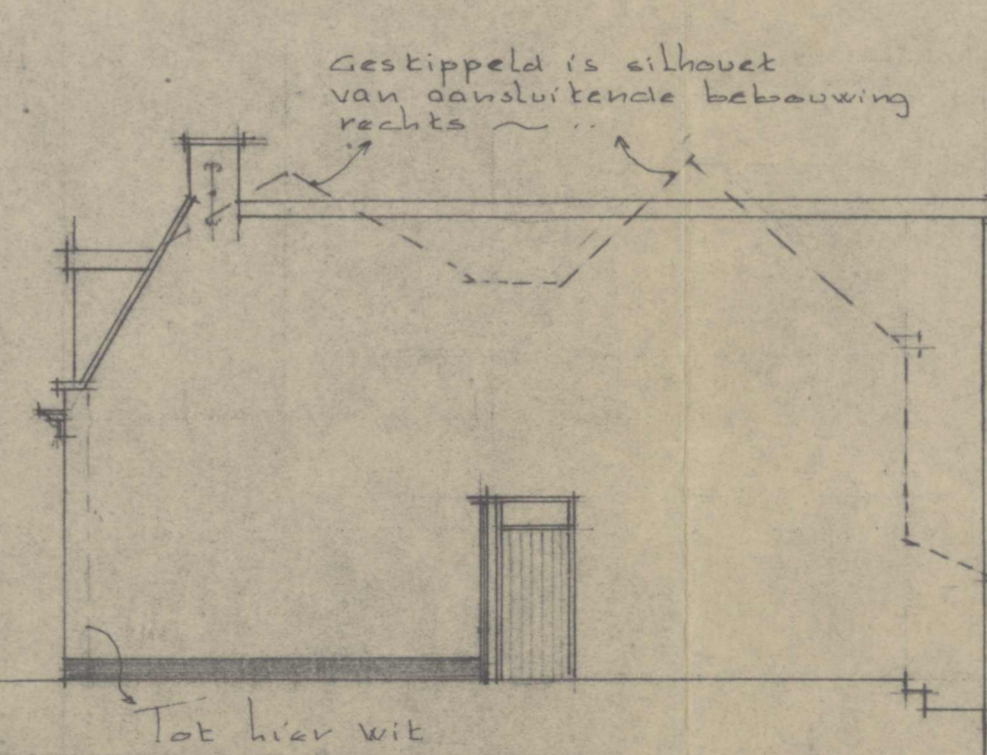 Gestippeld is silhouet
van aansluitende bebouwing
rechts ~ ..
Tot hier wit